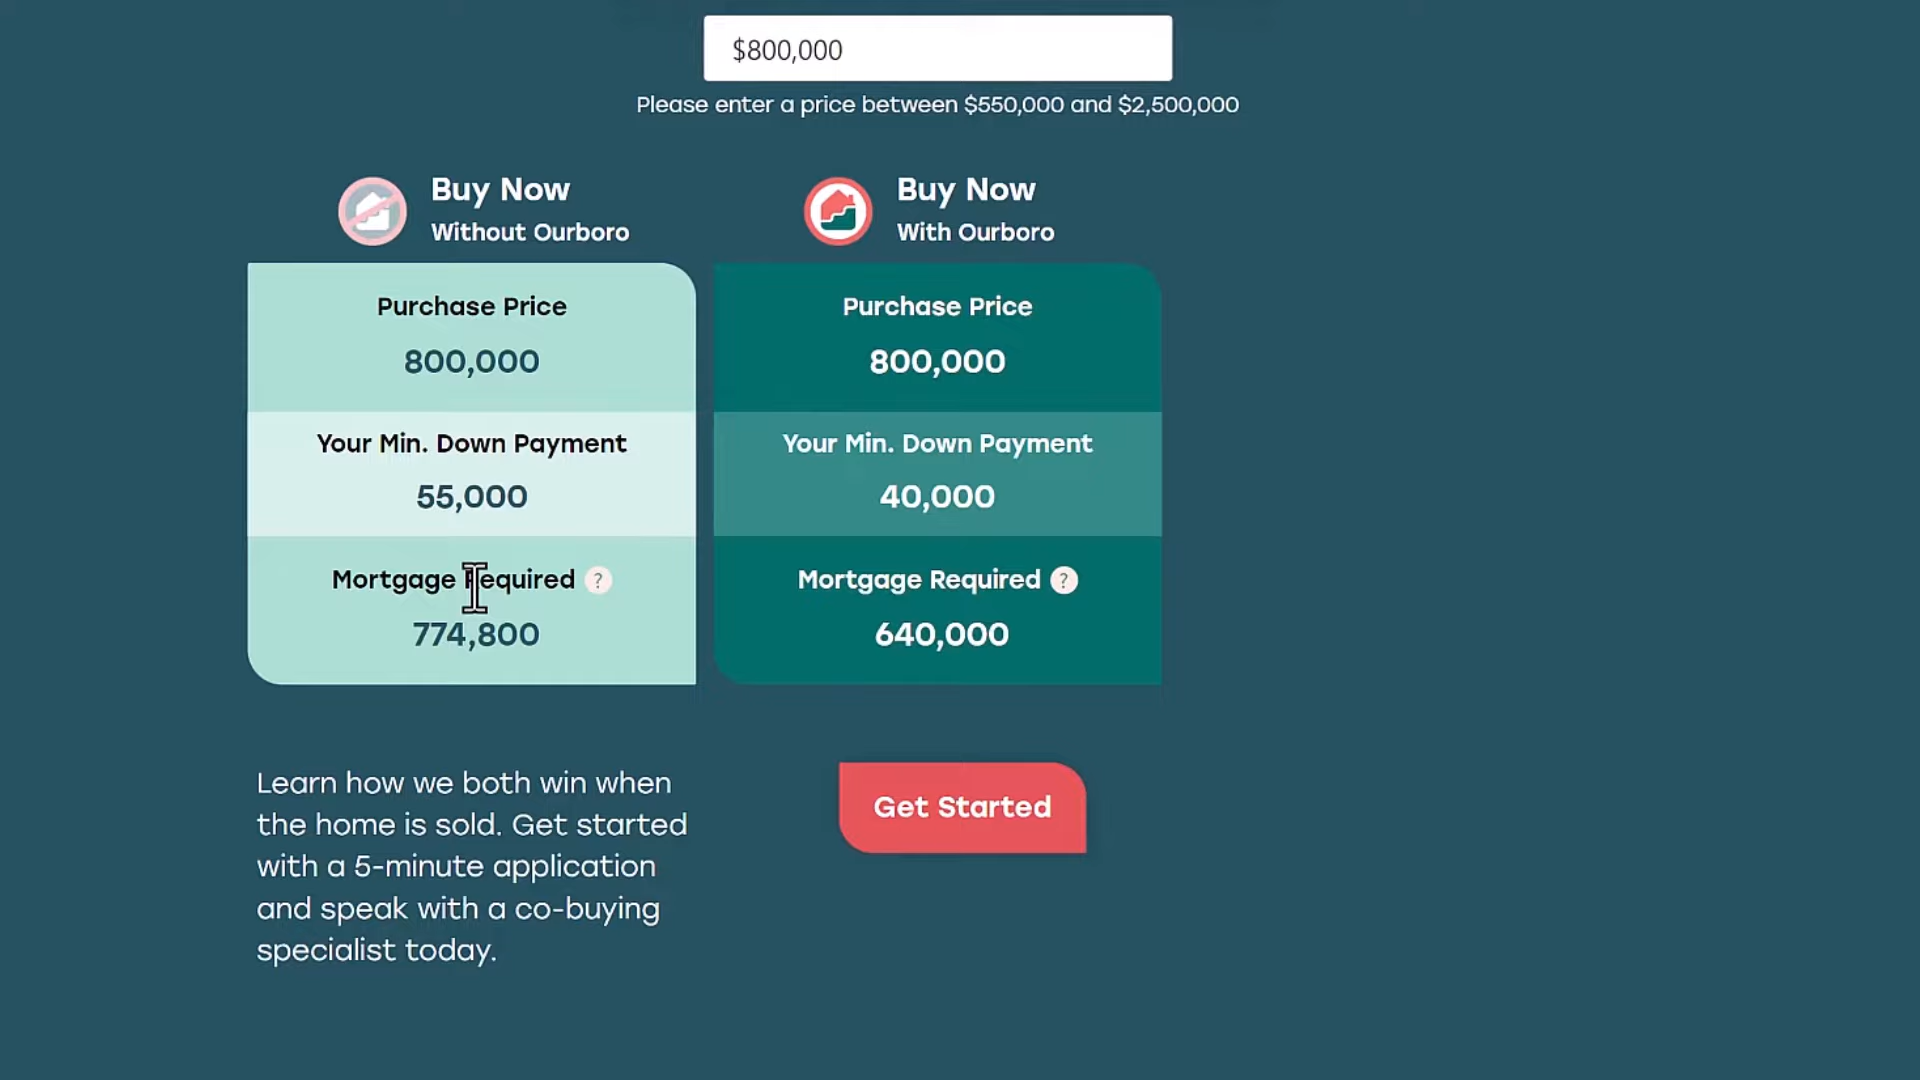 $800,000
Please enter a price between $550,000 and $2,500,000
Buy Now
Without Ourboro
Purchase Price
800,000
Your Min. Down Payment
55,000
Mortgage Required ?
774,800
Buy Now
With Ourboro
Purchase Price
800,000
Your Min. Down Payment
40,000
Mortgage Required ?
640,000
Learn how we both win when
the home is sold. Get started
with a 5-minute application
and speak with a co-buying
specialist today.
Get Started